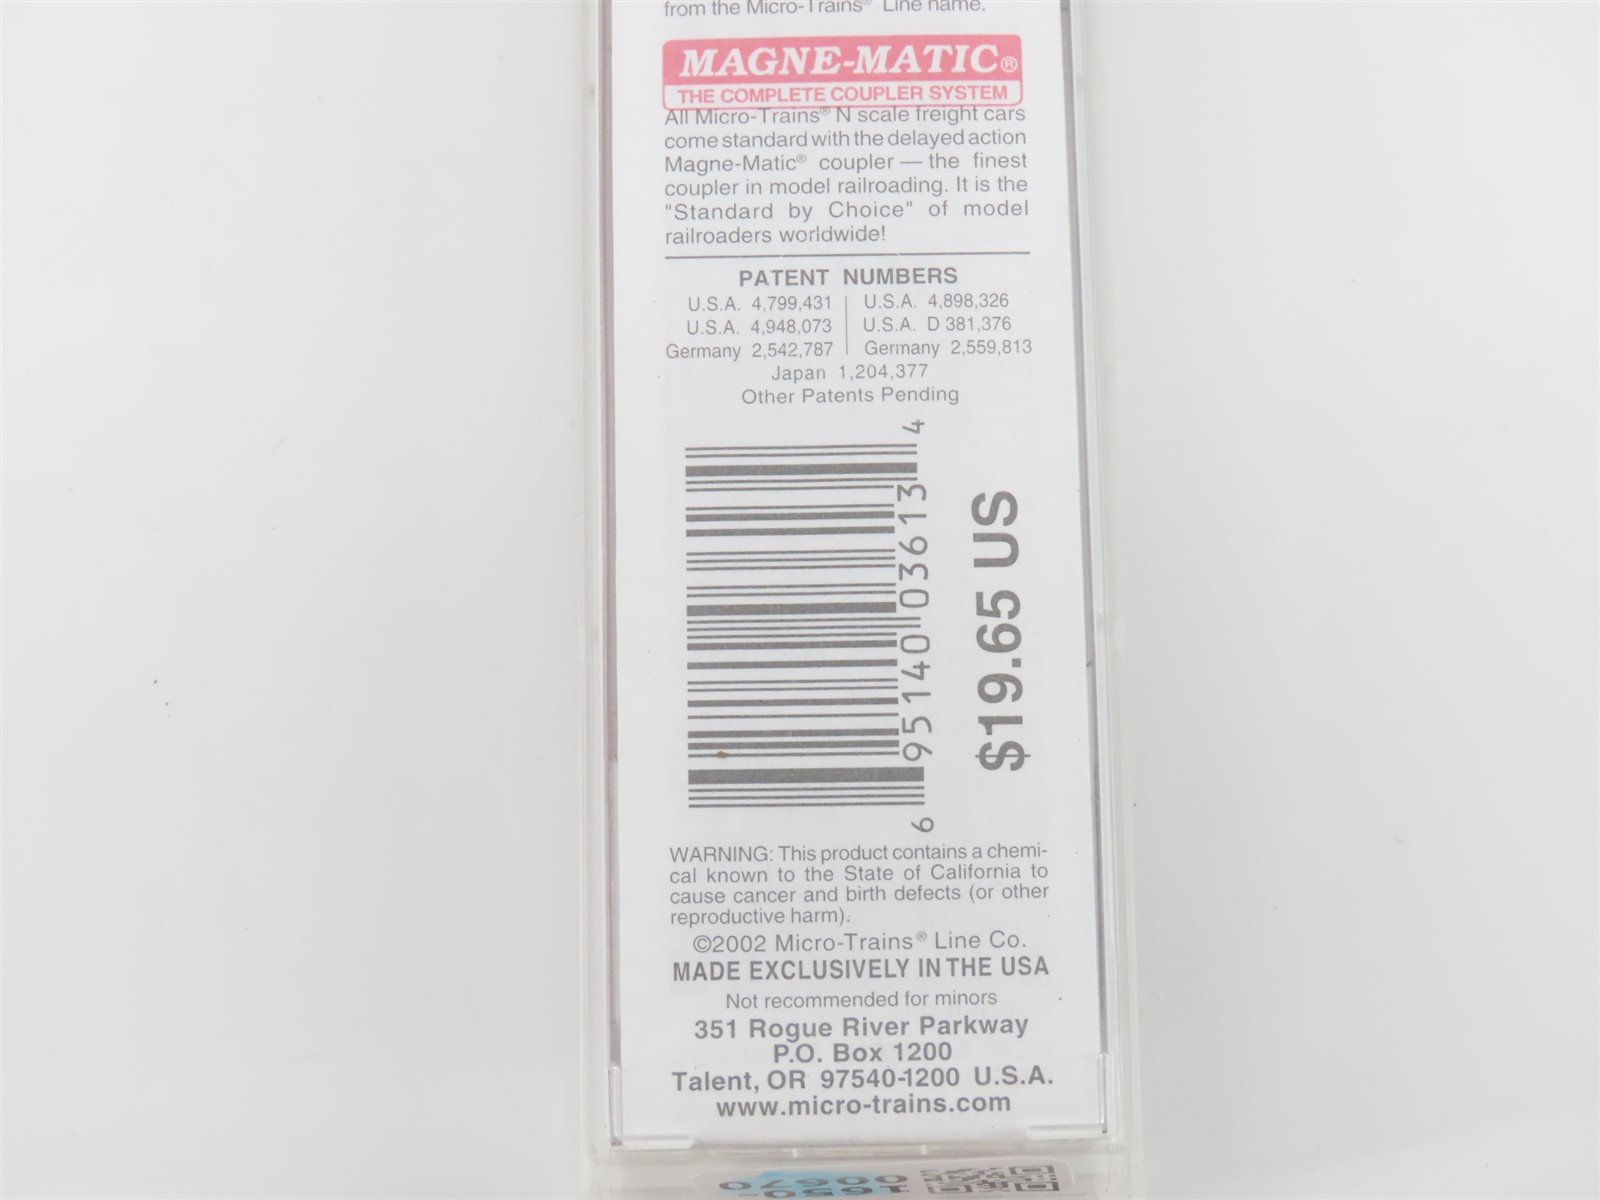 from the Micro-Trains® Line name.
MAGNE-MATIC®
THE COMPLETE COUPLER SYSTEM
All Micro-Trains® N scale freight cars
come standard with the delayed action
Magne-Matic® coupler — the finest
coupler in model railroading. It is the
"Standard by Choice" of model
railroaders worldwide!
PATENT NUMBERS
U.S.A. 4,799,431 | U.S.A. 4,898,326
U.S.A. 4,948,073 | U.S.A. D 381,376
Germany 2,542,787 | Germany 2,559,813
Japan 1,204,377
Other Patents Pending
6 95140 03613 4
$19.65 US
WARNING: This product contains a chemi-
cal known to the State of California to
cause cancer and birth defects (or other
reproductive harm).
©2002 Micro-Trains® Line Co.
MADE EXCLUSIVELY IN THE USA
Not recommended for minors
351 Rogue River Parkway
P.O. Box 1200
Talent, OR 97540-1200 U.S.A.
www.micro-trains.com